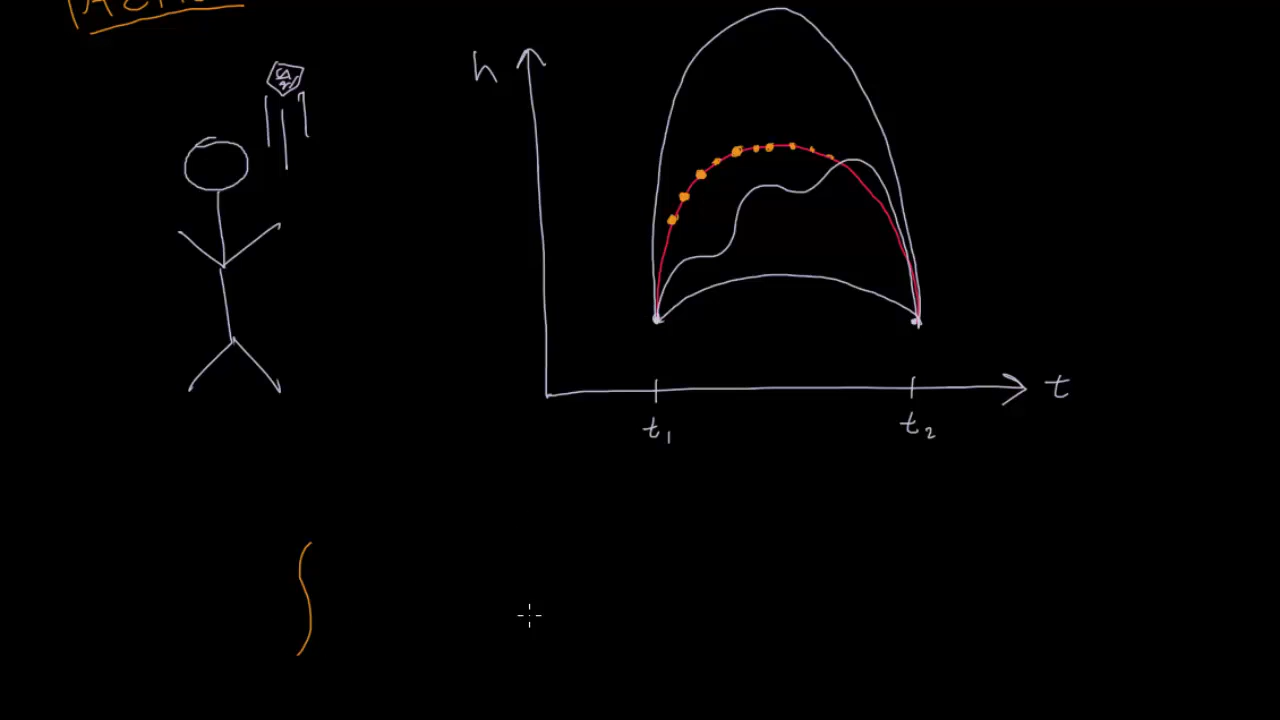 h
t
t₁
t₂
∫